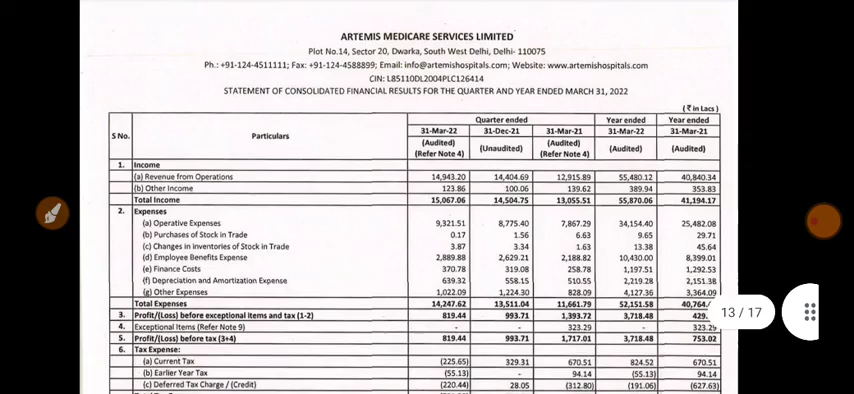 ARTEMIS MEDICARE SERVICES LIMITED
Plot No.14, Sector 20, Dwarka, South West Delhi, Delhi- 110075
Ph.: +91-124-4511111; Fax: +91-124-4588899; Email: info@artemishospitals.com; Website: www.artemishospitals.com
CIN: L85110DL2004PLC126414
STATEMENT OF CONSOLIDATED FINANCIAL RESULTS FOR THE QUARTER AND YEAR ENDED MARCH 31, 2022
(₹ in Lacs)
S No. Particulars Quarter ended Year ended Year ended
31-Mar-22 31-Dec-21 31-Mar-21 31-Mar-22 31-Mar-21
(Audited) (Refer Note 4) (Unaudited) (Audited) (Refer Note 4) (Audited) (Audited)
1. Income
(a) Revenue from Operations 14,943.20 14,404.69 12,915.89 55,480.12 40,840.34
(b) Other Income 123.86 100.06 139.62 389.94 353.83
Total Income 15,067.06 14,504.75 13,055.51 55,870.06 41,194.17
2. Expenses
(a) Operative Expenses 9,321.51 8,775.40 7,867.29 34,154.40 25,482.08
(b) Purchases of Stock in Trade 0.17 1.56 6.63 9.65 29.71
(c) Changes in inventories of Stock in Trade 3.87 3.34 1.63 13.38 45.64
(d) Employee Benefits Expense 2,889.88 2,629.21 2,188.82 10,430.00 8,399.01
(e) Finance Costs 370.78 319.08 258.78 1,197.51 1,292.53
(f) Depreciation and Amortization Expense 639.32 558.15 510.55 2,219.28 2,151.38
(g) Other Expenses 1,022.09 1,224.30 828.09 4,127.36 3,364.09
Total Expenses 14,247.62 13,511.04 11,661.79 52,151.58 40,764.
3. Profit/(Loss) before exceptional items and tax (1-2) 819.44 993.71 1,393.72 3,718.48 429.
4. Exceptional Items (Refer Note 9) - - 323.29 - 323.29
5. Profit/(Loss) before tax (3+4) 819.44 993.71 1,717.01 3,718.48 753.02
6. Tax Expense:
(a) Current Tax (225.65) 329.31 670.51 824.52 670.51
(b) Earlier Year Tax (55.13) - 94.14 (55.13) 94.14
(c) Deferred Tax Charge / (Credit) (220.44) 28.05 (312.80) (191.06) (627.63)
13 / 17